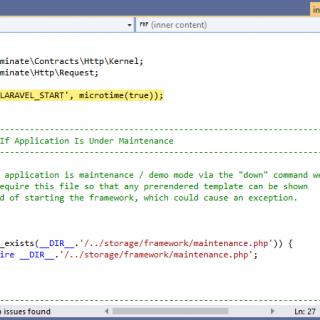 in
PHP (inner content)
minate\Contracts\Http\Kernel;
minate\Http\Request;
LARAVEL_START', microtime(true));
--------------------------------------------------------
If Application Is Under Maintenance
--------------------------------------------------------
application is maintenance / demo mode via the "down" command we
equire this file so that any prerendered template can be shown
d of starting the framework, which could cause an exception.
_exists(__DIR__.'/../storage/framework/maintenance.php')) {
ire __DIR__.'/../storage/framework/maintenance.php';
--------------------------------------------------------
issues found Ln: 27